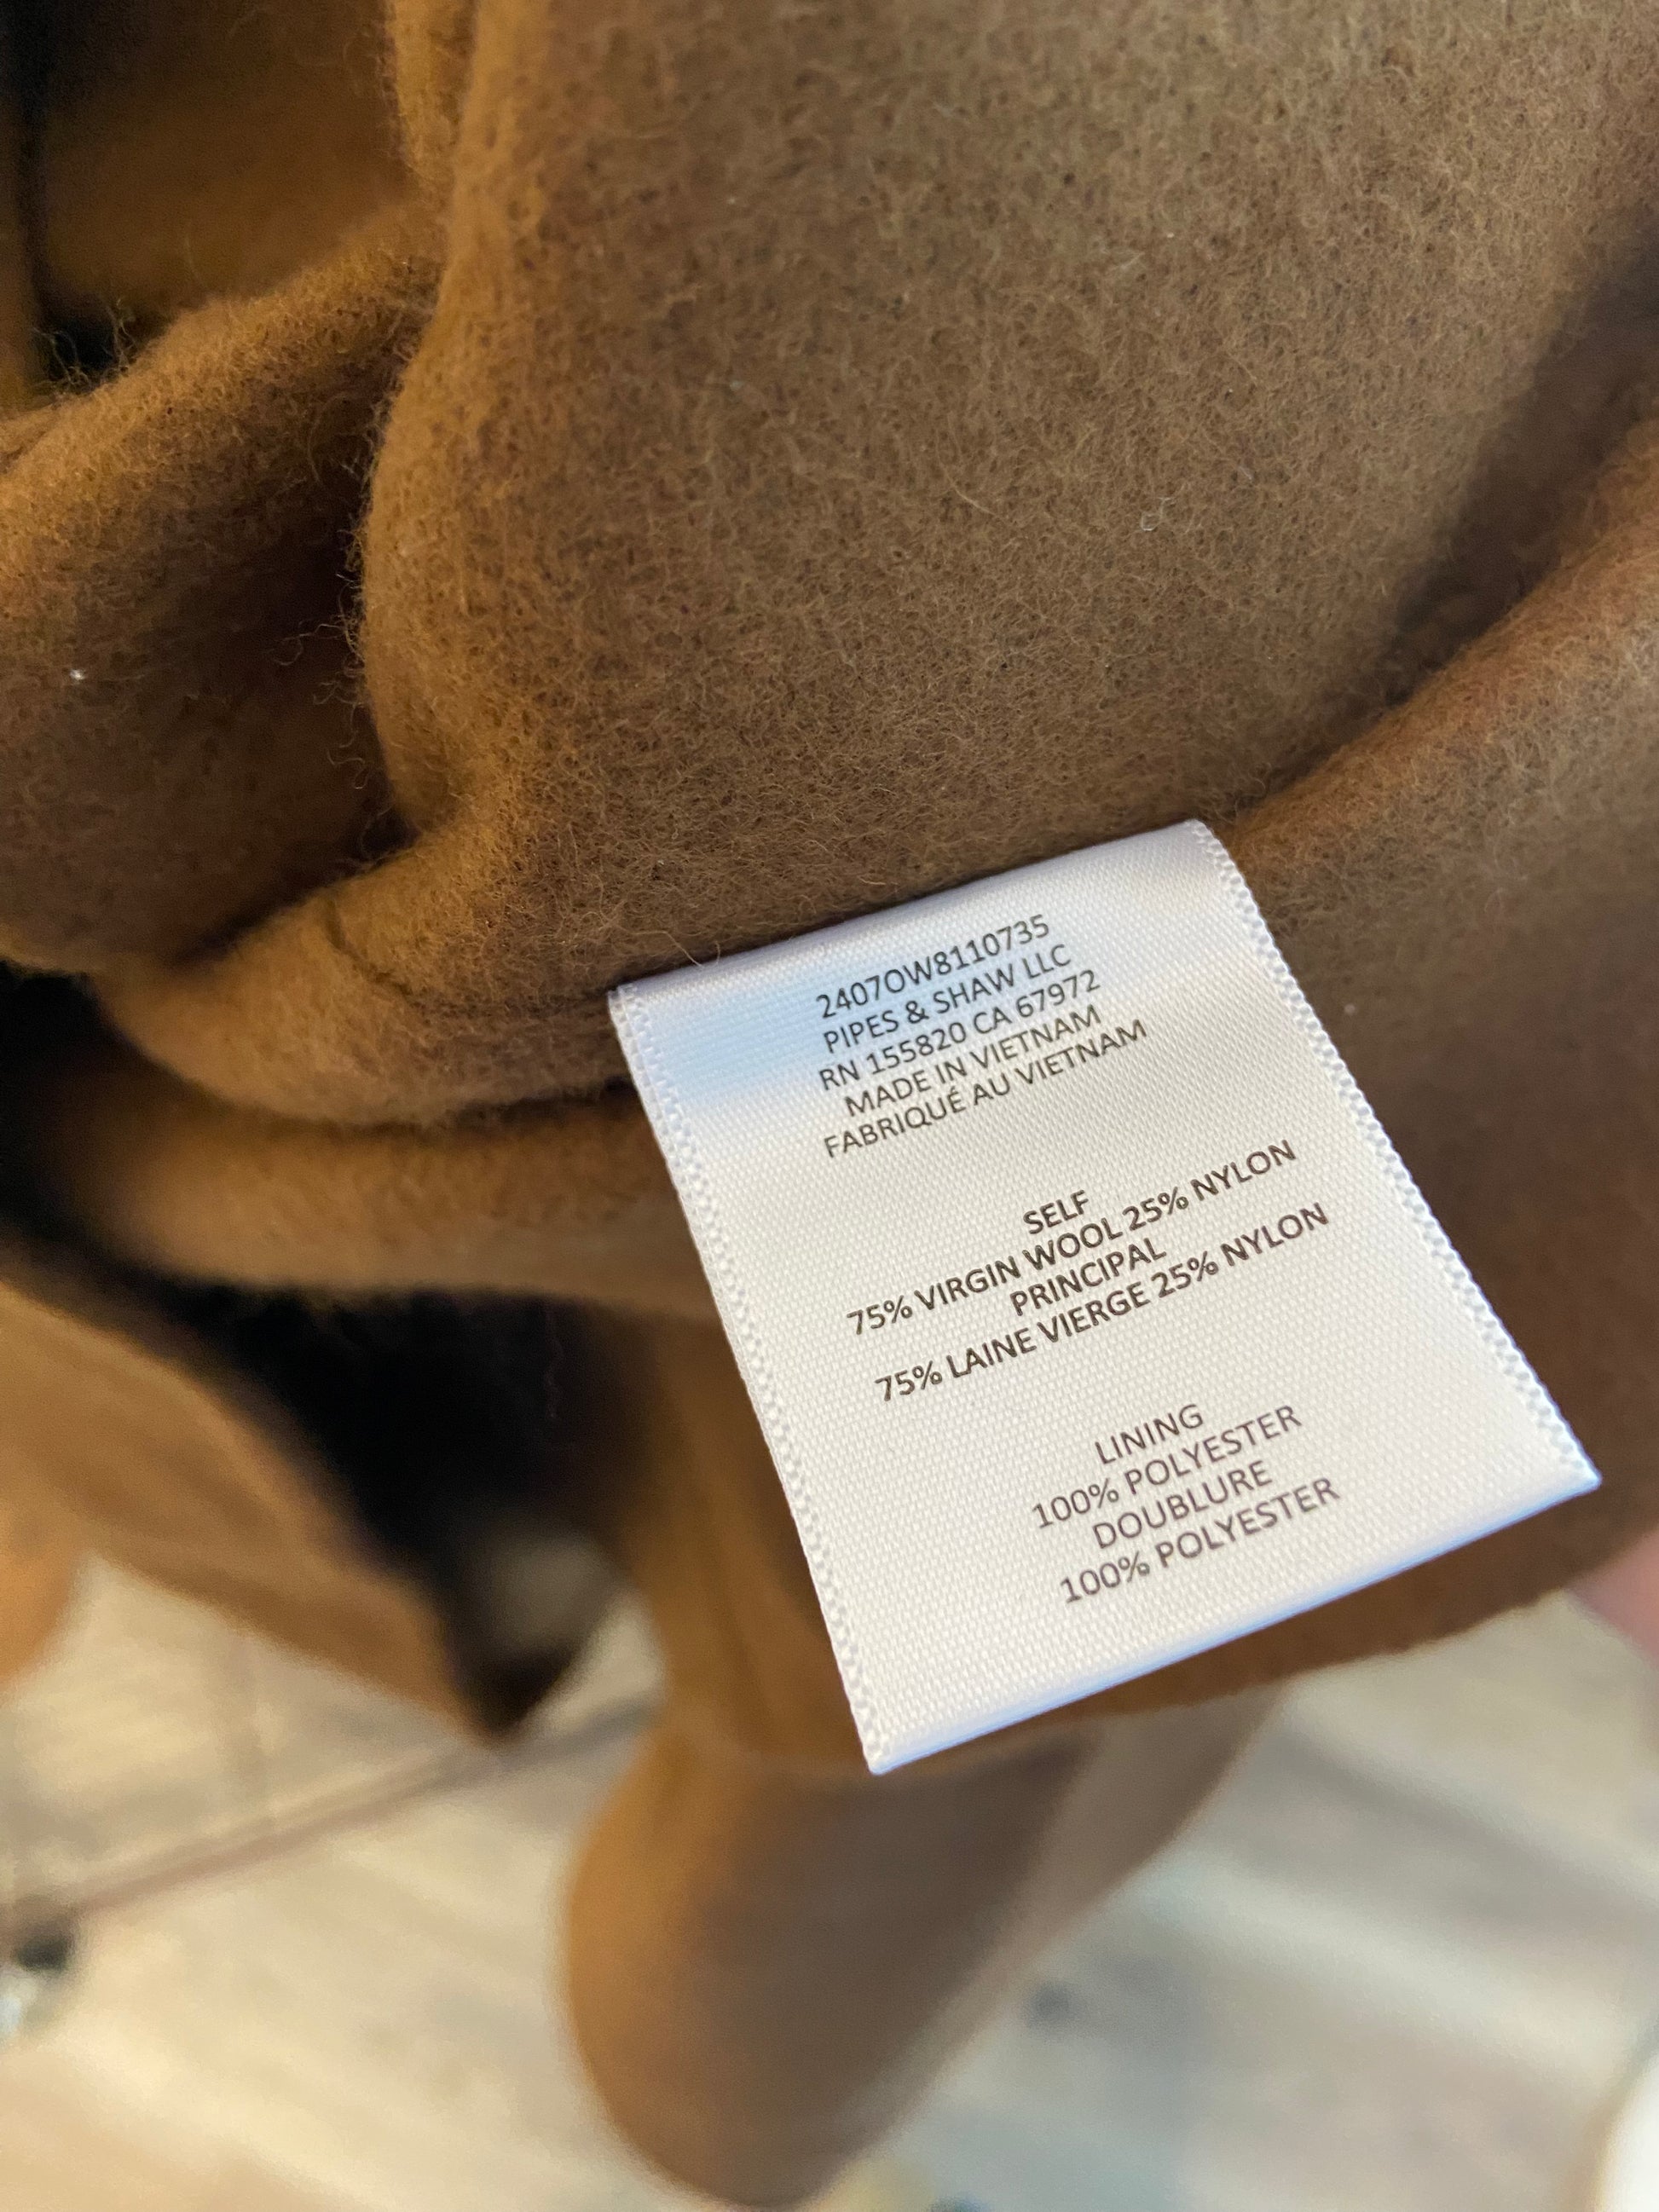 2407OW8110735
PIPES & SHAW LLC
RN 155820 CA 67972
MADE IN VIETNAM
FABRIQUÉ AU VIETNAM
SELF
75% VIRGIN WOOL 25% NYLON
PRINCIPAL
75% LAINE VIERGE 25% NYLON
LINING
100% POLYESTER
DOUBLURE
100% POLYESTER